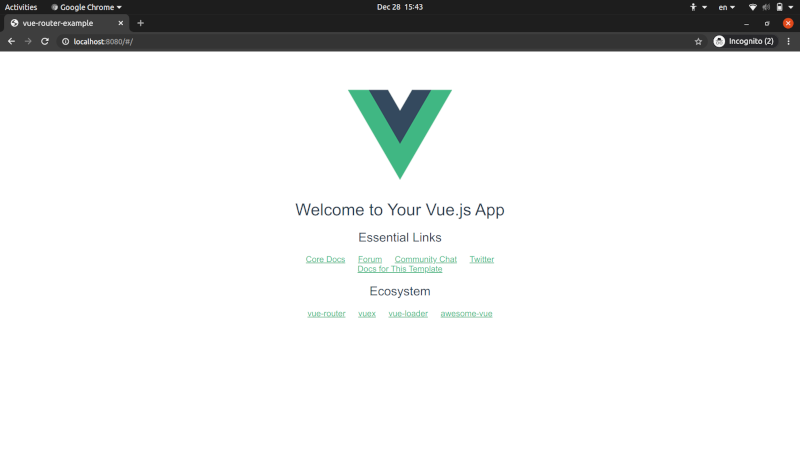 Activities Google Chrome Dec 28 15:43 en
vue-router-example
localhost:8080/#/ Incognito (2)
Welcome to Your Vue.js App
Essential Links
Core Docs Forum Community Chat Twitter
Docs for This Template
Ecosystem
vue-router vuex vue-loader awesome-vue